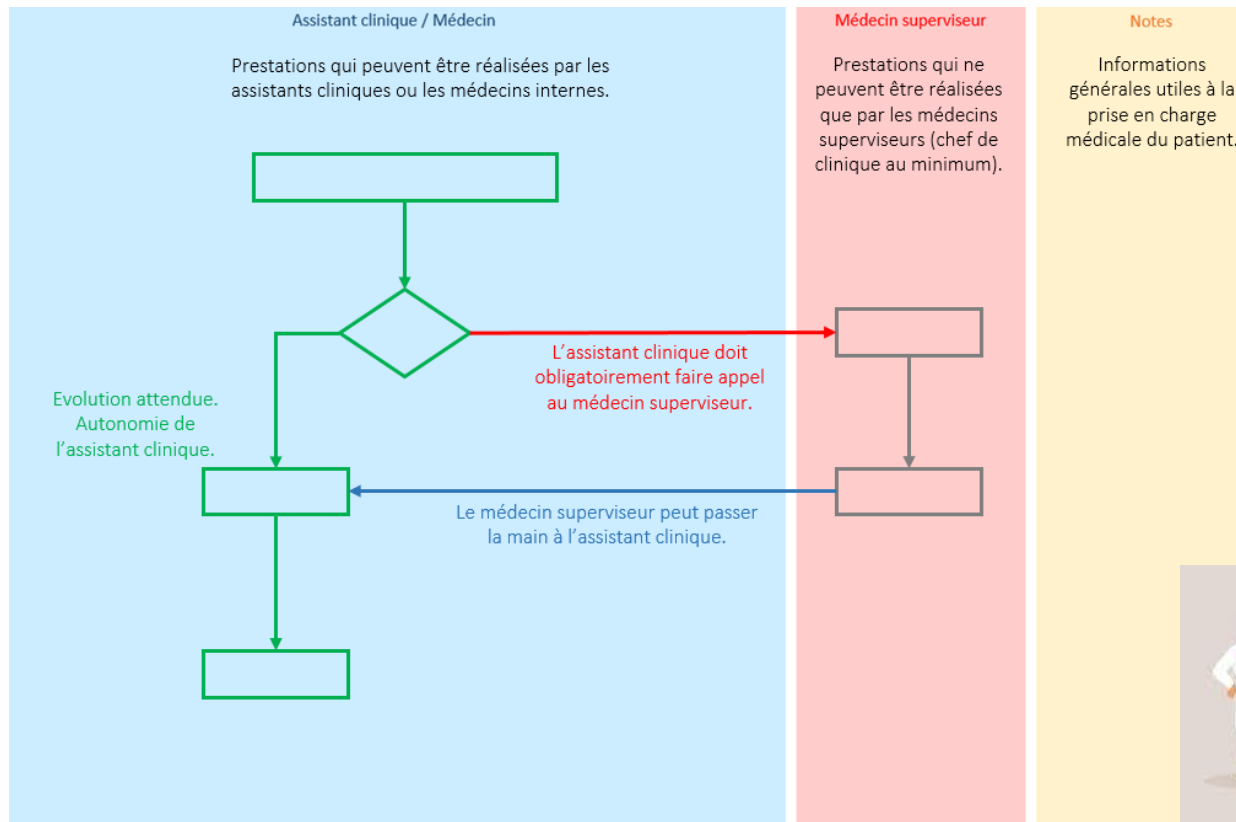 Assistant clinique / Médecin
Prestations qui peuvent être réalisées par les
assistants cliniques ou les médecins internes.
Médecin superviseur
Prestations qui ne
peuvent être réalisées
que par les médecins
superviseurs (chef de
clinique au minimum).
Notes
Informations
générales utiles à la
prise en charge
médicale du patient.
L'assistant clinique doit
obligatoirement faire appel
au médecin superviseur.
Evolution attendue.
Autonomie de
l'assistant clinique.
Le médecin superviseur peut passer
la main à l'assistant clinique.